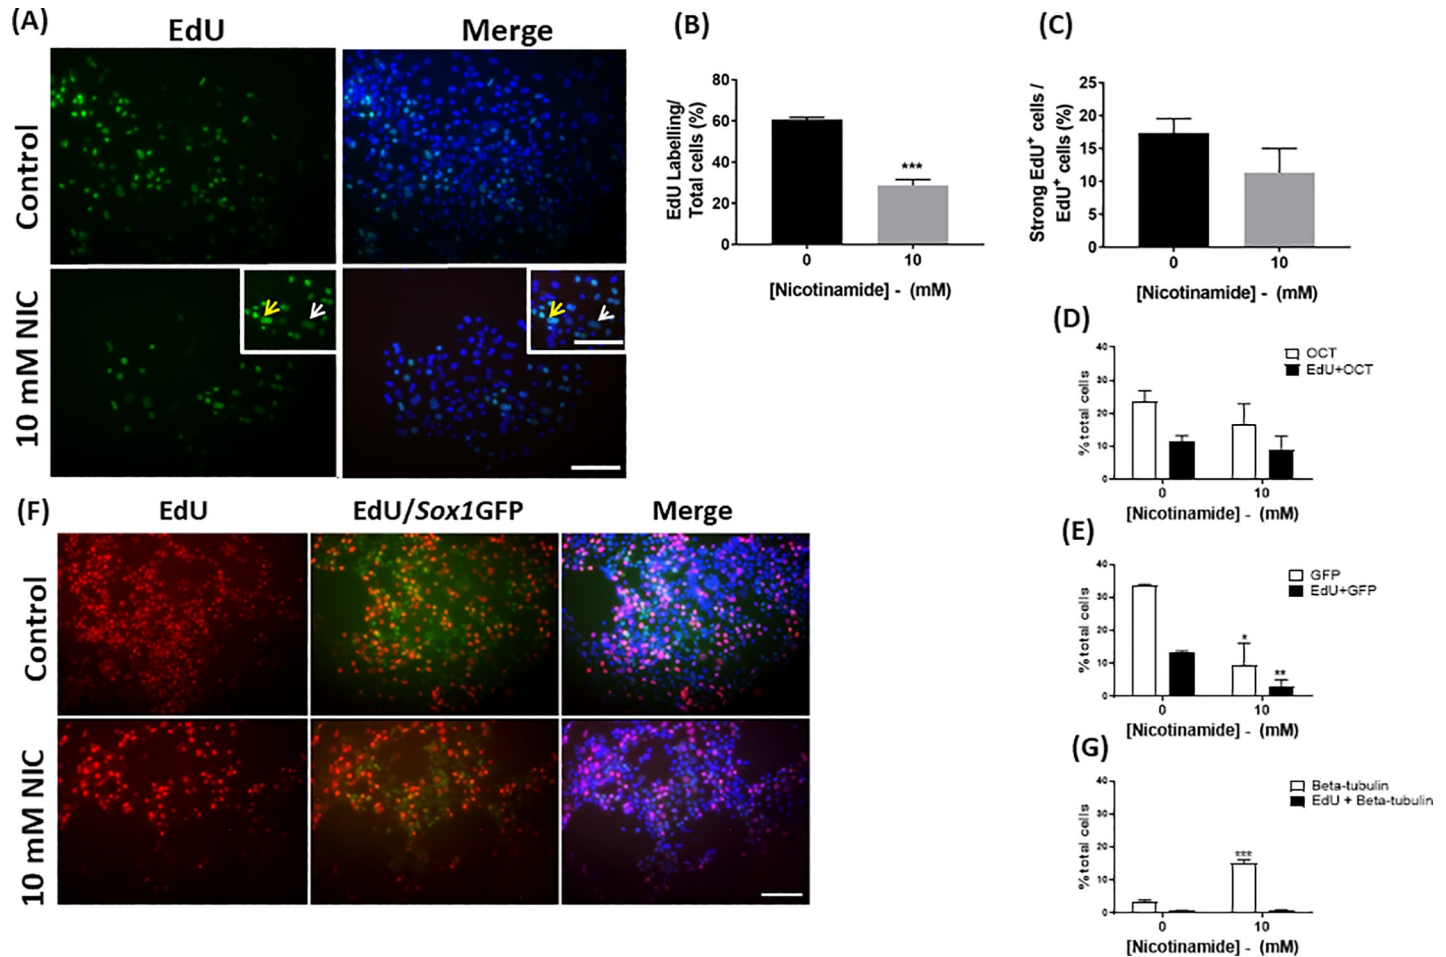 (A)
EdU
Merge
Control
10 mM NIC
(B)
EdU Labelling/
Total cells (%)
80
60
40
20
0
***
0
10
[Nicotinamide] - (mM)
(C)
Strong EdU⁺ cells /
EdU⁺ cells (%)
25
20
15
10
5
0
0
10
[Nicotinamide] - (mM)
(D)
% total cells
40
30
20
10
0
OCT
EdU+OCT
0
10
[Nicotinamide] - (mM)
(E)
% total cells
40
30
20
10
0
GFP
EdU+GFP
*
**
0
10
[Nicotinamide] - (mM)
(F)
EdU
EdU/Sox1GFP
Merge
Control
10 mM NIC
(G)
% total cells
40
30
20
10
0
Beta-tubulin
EdU + Beta-tubulin
***
0
10
[Nicotinamide] - (mM)